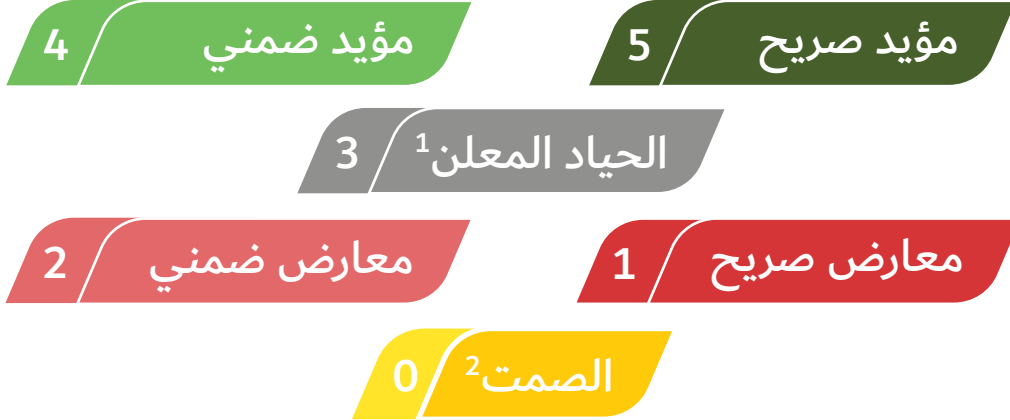 مؤيد صريح 5
مؤيد ضمني 4
الحياد المعلن¹ 3
معارض صريح 1
معارض ضمني 2
الصمت² 0